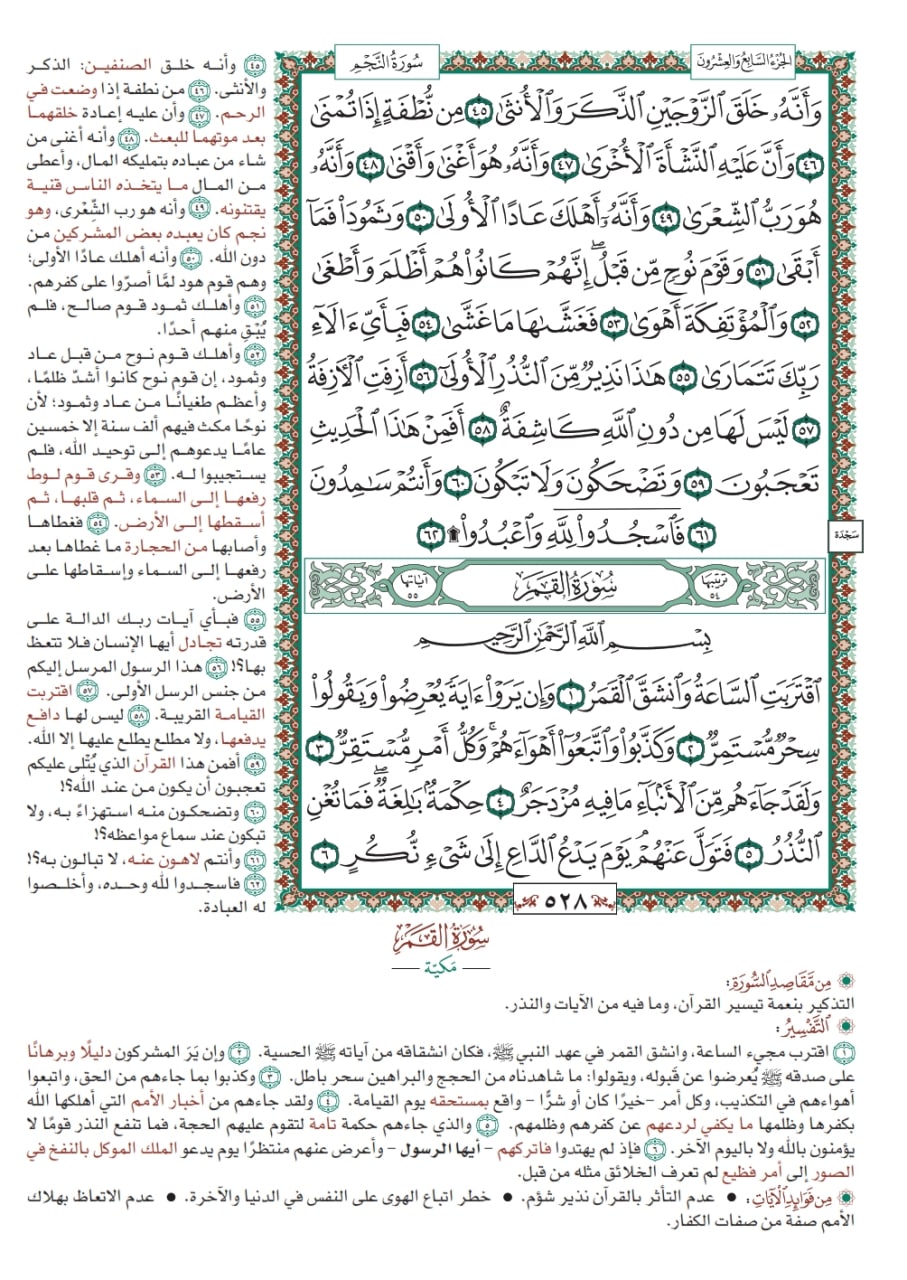 الجُزْءُ السَّابِعُ وَالعِشْرُونَ
سُورَةُ النَّجْمِ
وَأَنَّهُۥ خَلَقَ ٱلزَّوْجَيْنِ ٱلذَّكَرَ وَٱلْأُنثَىٰ ٤٥ مِن نُّطْفَةٍ إِذَا تُمْنَىٰ
٤٦ وَأَنَّ عَلَيْهِ ٱلنَّشْأَةَ ٱلْأُخْرَىٰ ٤٧ وَأَنَّهُۥ هُوَ أَغْنَىٰ وَأَقْنَىٰ ٤٨ وَأَنَّهُۥ
هُوَ رَبُّ ٱلشِّعْرَىٰ ٤٩ وَأَنَّهُۥٓ أَهْلَكَ عَادًا ٱلْأُولَىٰ ٥٠ وَثَمُودَا۟ فَمَآ
أَبْقَىٰ ٥١ وَقَوْمَ نُوحٍ مِّن قَبْلُ ۖ إِنَّهُمْ كَانُوا۟ هُمْ أَظْلَمَ وَأَطْغَىٰ
٥٢ وَٱلْمُؤْتَفِكَةَ أَهْوَىٰ ٥٣ فَغَشَّىٰهَا مَا غَشَّىٰ ٥٤ فَبِأَىِّ ءَالَآءِ
رَبِّكَ تَتَمَارَىٰ ٥٥ هَٰذَا نَذِيرٌ مِّنَ ٱلنُّذُرِ ٱلْأُولَىٰٓ ٥٦ أَزِفَتِ ٱلْءَازِفَةُ
٥٧ لَيْسَ لَهَا مِن دُونِ ٱللَّهِ كَاشِفَةٌ ٥٨ أَفَمِنْ هَٰذَا ٱلْحَدِيثِ
تَعْجَبُونَ ٥٩ وَتَضْحَكُونَ وَلَا تَبْكُونَ ٦٠ وَأَنتُمْ سَٰمِدُونَ
٦١ فَٱسْجُدُوا۟ لِلَّهِ وَٱعْبُدُوا۟ ۩ ٦٢
سَجْدَة
ترتيبها ٥٤
سُورَةُ القَمَرِ
آياتها ٥٥
بِسْمِ ٱللَّهِ ٱلرَّحْمَٰنِ ٱلرَّحِيمِ
ٱقْتَرَبَتِ ٱلسَّاعَةُ وَٱنشَقَّ ٱلْقَمَرُ ١ وَإِن يَرَوْا۟ ءَايَةً يُعْرِضُوا۟ وَيَقُولُوا۟
سِحْرٌ مُّسْتَمِرٌّ ٢ وَكَذَّبُوا۟ وَٱتَّبَعُوٓا۟ أَهْوَآءَهُمْ ۚ وَكُلُّ أَمْرٍ مُّسْتَقِرٌّ ٣
وَلَقَدْ جَآءَهُم مِّنَ ٱلْأَنۢبَآءِ مَا فِيهِ مُزْدَجَرٌ ٤ حِكْمَةٌۢ بَٰلِغَةٌ ۖ فَمَا تُغْنِ
ٱلنُّذُرُ ٥ فَتَوَلَّ عَنْهُمْ ۘ يَوْمَ يَدْعُ ٱلدَّاعِ إِلَىٰ شَىْءٍ نُّكُرٍ ٦
٥٢٨
٤٥ وأنه خلق الصنفين: الذكر
والأنثى. ٤٦ من نطفة إذا وضعت في
الرحم. ٤٧ وأن عليه إعادة خلقهما
بعد موتهما للبعث. ٤٨ وأنه أغنى من
شاء من عباده بتمليكه المال، وأعطى
من المال ما يتخذه الناس قنية
يقتنونه. ٤٩ وأنه هو رب الشِّعْرى، وهو
نجم كان يعبده بعض المشركين من
دون الله. ٥٠ وأنه أهلك عادًا الأولى؛
وهم قوم هود لمَّا أصرّوا على كفرهم.
٥١ وأهلك ثمود قوم صالح، فلم
يُبْقِ منهم أحدًا.
٥٢ وأهلك قوم نوح من قبل عاد
وثمود، إن قوم نوح كانوا أشدّ ظلمًا،
وأعظم طغيانًا من عاد وثمود؛ لأن
نوحًا مكث فيهم ألف سنة إلا خمسين
عامًا يدعوهم إلى توحيد الله، فلم
يستجيبوا له. ٥٣ وقرى قوم لوط
رفعها إلى السماء، ثم قلبها، ثم
أسقطها إلى الأرض. ٥٤ فغطاها
وأصابها من الحجارة ما غطاها بعد
رفعها إلى السماء وإسقاطها على
الأرض.
٥٥ فبأي آيات ربك الدالة على
قدرته تجادل أيها الإنسان فلا تتعظ
بها؟! ٥٦ هذا الرسول المرسل إليكم
من جنس الرسل الأولى. ٥٧ اقتربت
القيامة القريبة. ٥٨ ليس لها دافع
يدفعها، ولا مطلع يطلع عليها إلا الله.
٥٩ أفمن هذا القرآن الذي يُتْلى عليكم
تعجبون أن يكون من عند الله؟!
٦٠ وتضحكون منه استهزاءً به، ولا
تبكون عند سماع مواعظه؟!
٦١ وأنتم لاهون عنه، لا تبالون به؟!
٦٢ فاسجدوا لله وحده، وأخلصوا
له العبادة.
سُورَةُ القَمَرِ
مَكيّة
مِن مَّقَاصِدِ السُّورَةِ:
التذكير بنعمة تيسير القرآن، وما فيه من الآيات والنذر.
التَّفْسِيرُ:
١ اقترب مجيء الساعة، وانشق القمر في عهد النبي ﷺ، فكان انشقاقه من آياته ﷺ الحسية. ٢ وإن يَرَ المشركون دليلًا وبرهانًا
على صدقه ﷺ يُعرضوا عن قَبوله، ويقولوا: ما شاهدناه من الحجج والبراهين سحر باطل. ٣ وكذبوا بما جاءهم من الحق، واتبعوا
أهواءهم في التكذيب، وكل أمر -خيرًا كان أو شرًّا - واقع بمستحقه يوم القيامة. ٤ ولقد جاءهم من أخبار الأمم التي أهلكها الله
بكفرها وظلمها ما يكفي لردعهم عن كفرهم وظلمهم. ٥ والذي جاءهم حكمة تامة لتقوم عليهم الحجة، فما تنفع النذر قومًا لا
يؤمنون بالله ولا باليوم الآخر. ٦ فإذ لم يهتدوا فاتركهم - أيها الرسول - وأعرض عنهم منتظرًا يوم يدعو الملك الموكل بالنفخ في
الصور إلى أمر فظيع لم تعرف الخلائق مثله من قبل.
مِن فَوَائِدِ الآيَاتِ: • عدم التأثر بالقرآن نذير شؤم. • خطر اتباع الهوى على النفس في الدنيا والآخرة. • عدم الاتعاظ بهلاك
الأمم صفة من صفات الكفار.